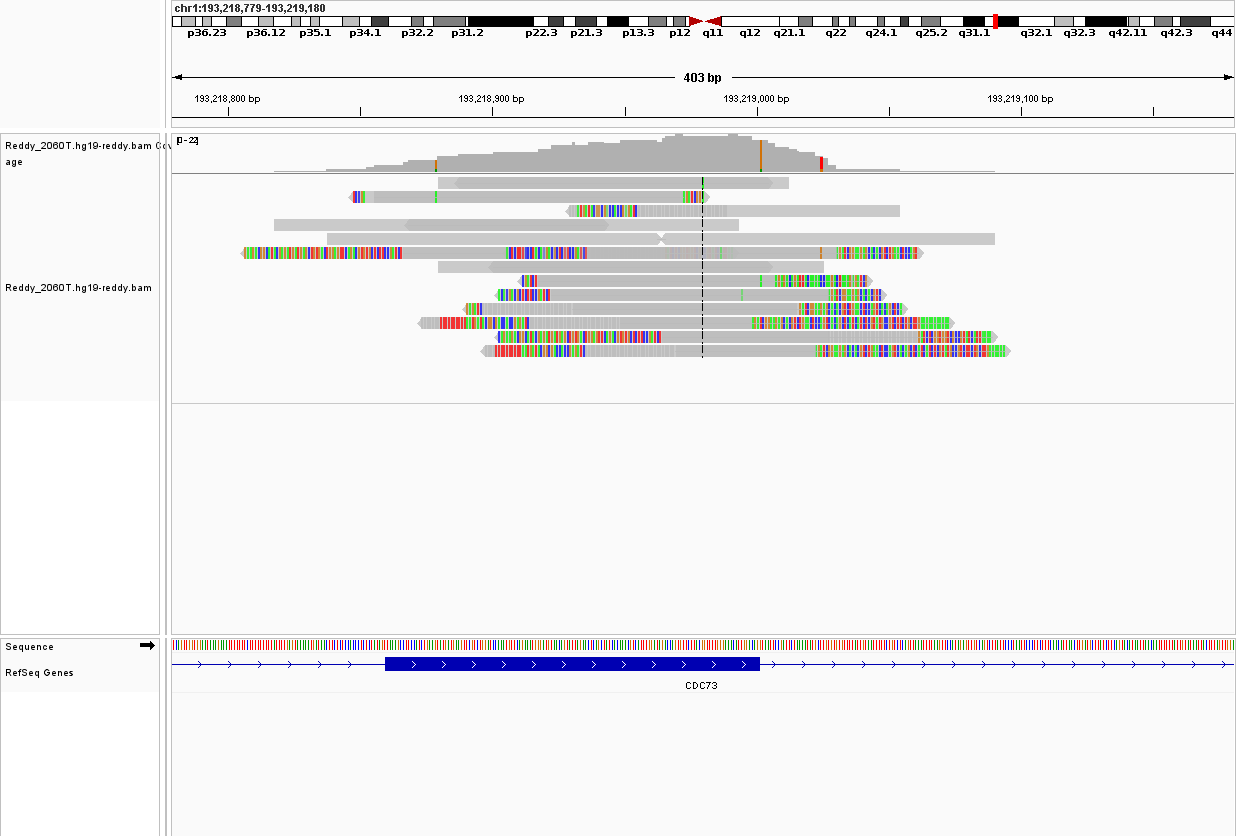 chr1:193,218,779-193,219,180
p36.23 p36.12 p35.1 p34.1 p32.2 p31.2 p22.3 p21.3 p13.3 p12 q11 q12 q21.1 q22 q24.1 q25.2 q31.1 q32.1 q32.3 q42.11 q42.3 q44
403 bp
193,218,800 bp 193,218,900 bp 193,219,000 bp 193,219,100 bp
[0-22]
Reddy_2060T.hg19-reddy.bam Cov
age
Reddy_2060T.hg19-reddy.bam
Sequence
RefSeq Genes
CDC73